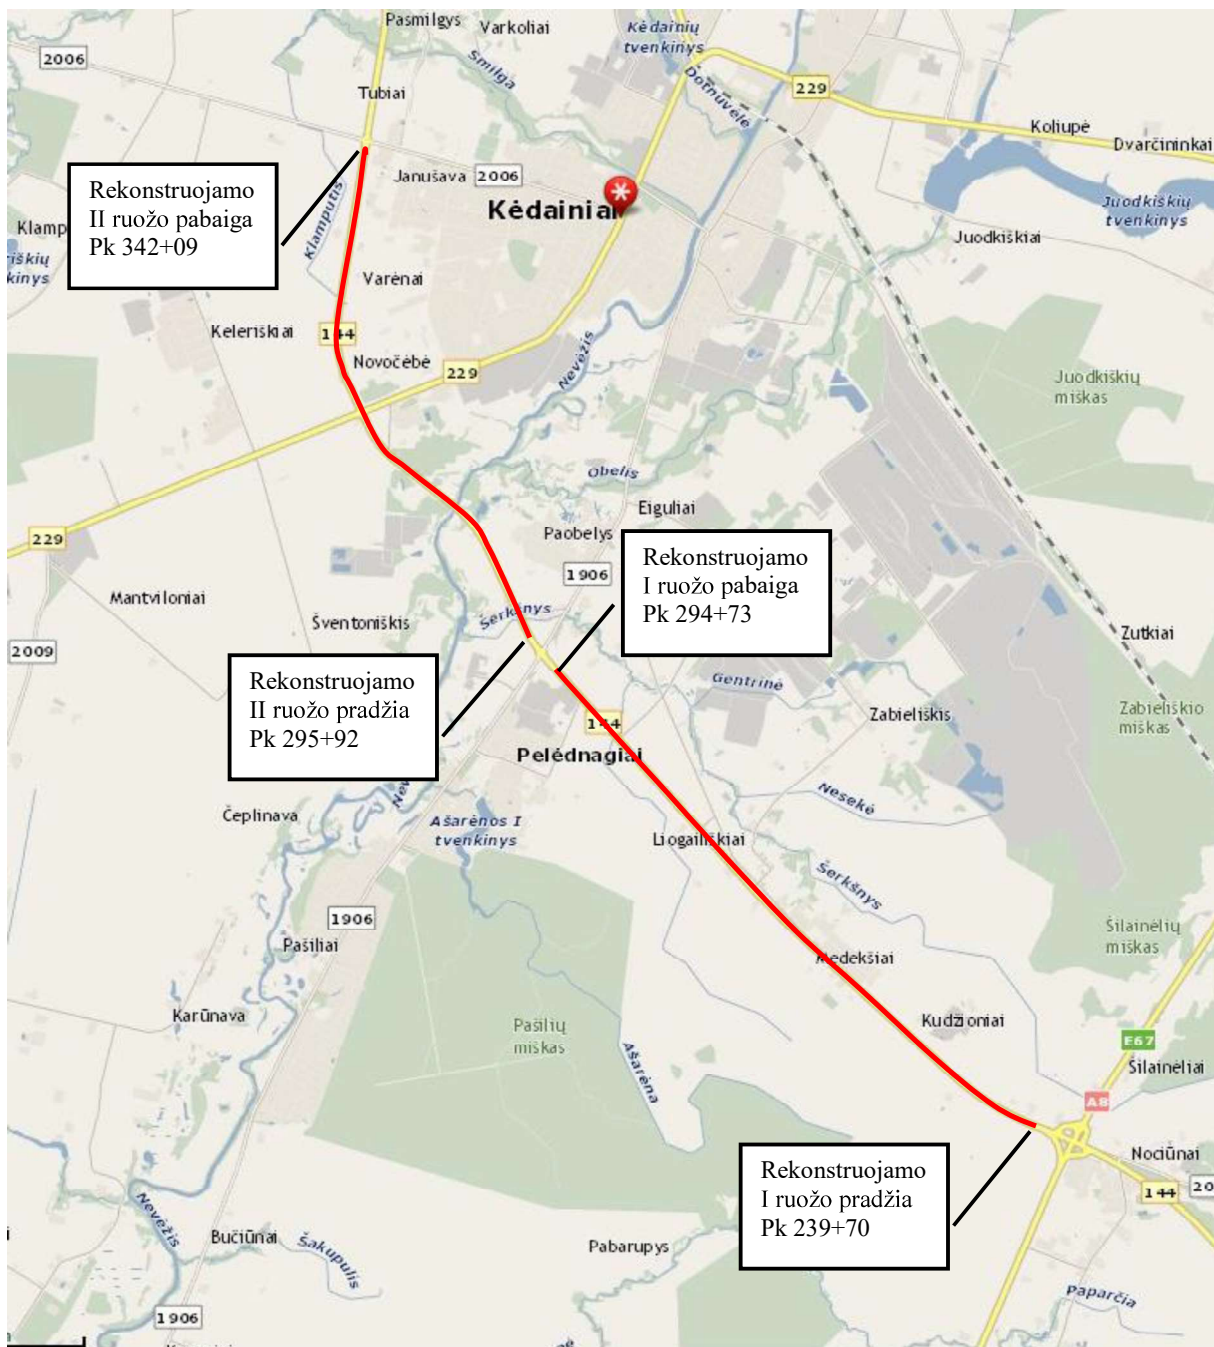 Pasmilgys
Varkoliai
Kėdainių
tvenkinys
2006
Smilga
Dotnuvėlė
229
Tubiai
Koliupė
Dvarčininkai
Rekonstruojamo
II ruožo pabaiga
Pk 342+09
Janušava
2006
Kėdainiai
Klamputis
Juodkiškių
tvenkinys
Juodkiškiai
Klamp
iškių
kinys
Varėnai
Keleriškiai
144
Novočėbė
229
Nevėžis
Juodkiškių
miškas
Obelis
Eiguliai
229
Paobelys
Rekonstruojamo
I ruožo pabaiga
Pk 294+73
1906
Mantviloniai
Šventoniškis
Šerkšnys
Zutkiai
2009
Rekonstruojamo
II ruožo pradžia
Pk 295+92
Gentrinė
Zabieliškis
Zabieliškio
miškas
144
Pelėdnagiai
Nev
Nesekė
Čeplinava
Ašarėnos I
tvenkinys
Liogailiškiai
Šerkšnys
1906
Pašiliai
Šilainėlių
miškas
Medekšiai
Karūnava
Kudžioniai
Pašilių
miškas
E67
Ašarėna
Šilainėliai
A8
Rekonstruojamo
I ruožo pradžia
Pk 239+70
Nociūnai
144
20
Nevėžis
Bučiūnai
Šakupulis
Pabarupys
Paparčia
1906